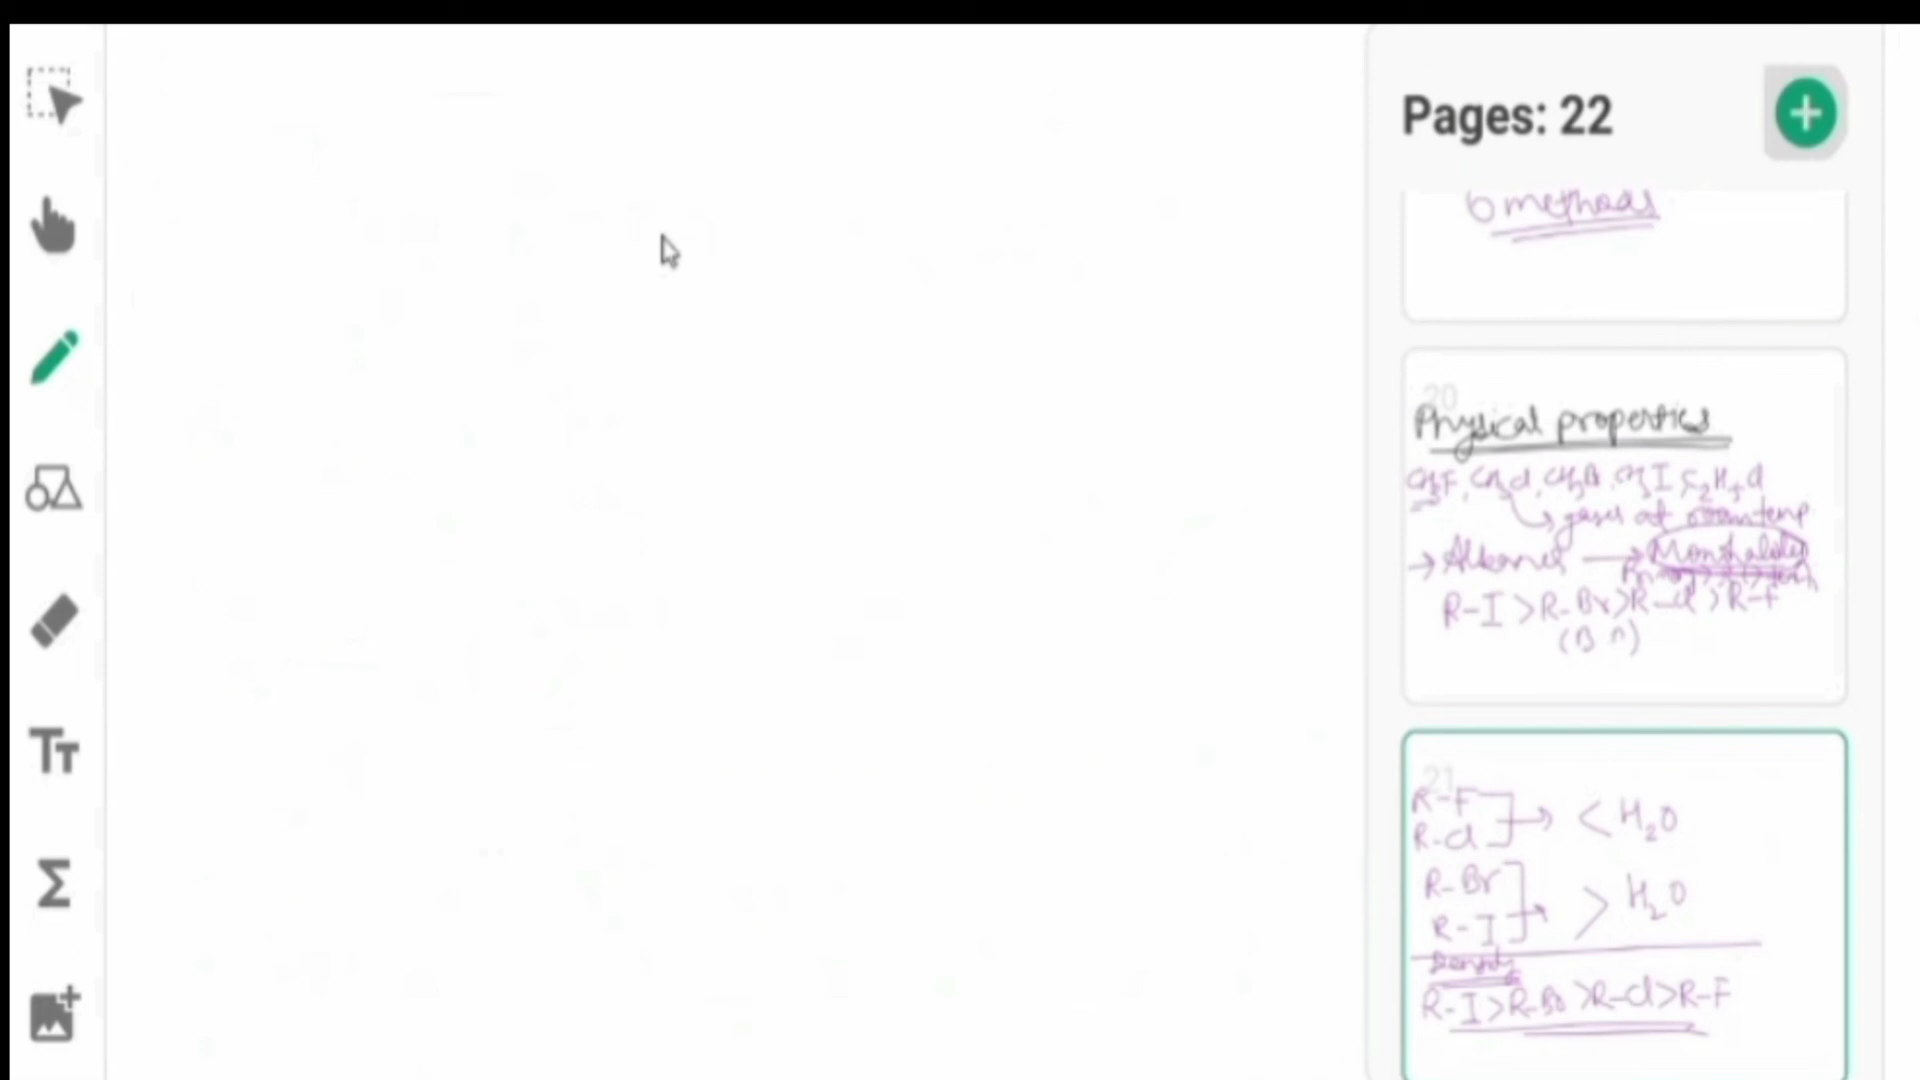 Pages: 22
6 methods
20
Physical properties
CH3F, CH3Cl, CH3Br, CH3I, C2H5Cl
gases at room temp
→ Alkanes →
R-I > R-Br > R-Cl > R-F
21
R-F
R-Cl → < H2O
R-Br
R-I → > H2O
Density
R-I > R-Br > R-Cl > R-F
Tт
Σ